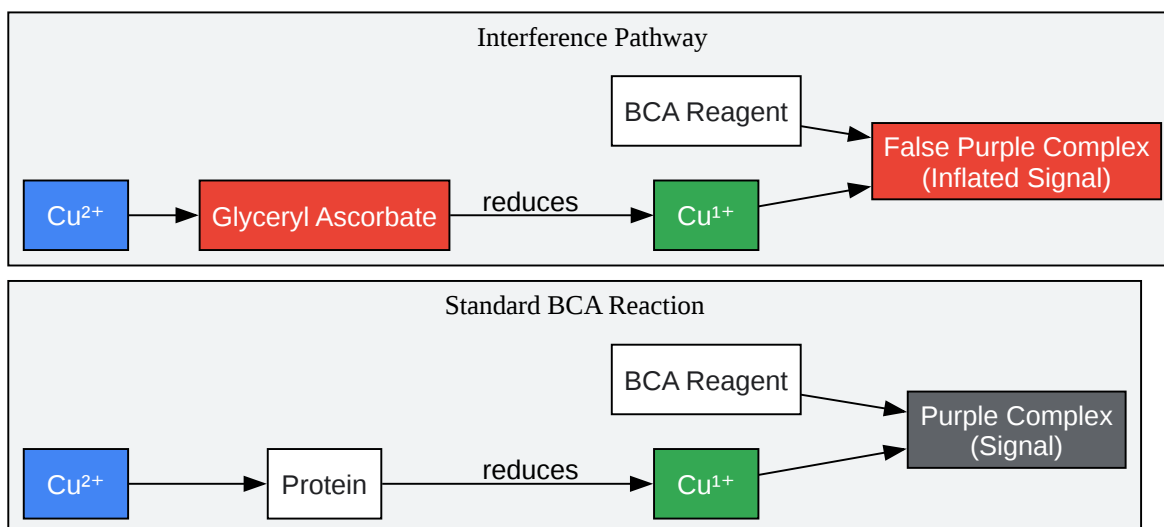 Interference Pathway
BCA Reagent
False Purple Complex
(Inflated Signal)
Cu²⁺
Glyceryl Ascorbate
reduces
Cu¹⁺
Standard BCA Reaction
BCA Reagent
Purple Complex
(Signal)
Cu²⁺
Protein
reduces
Cu¹⁺